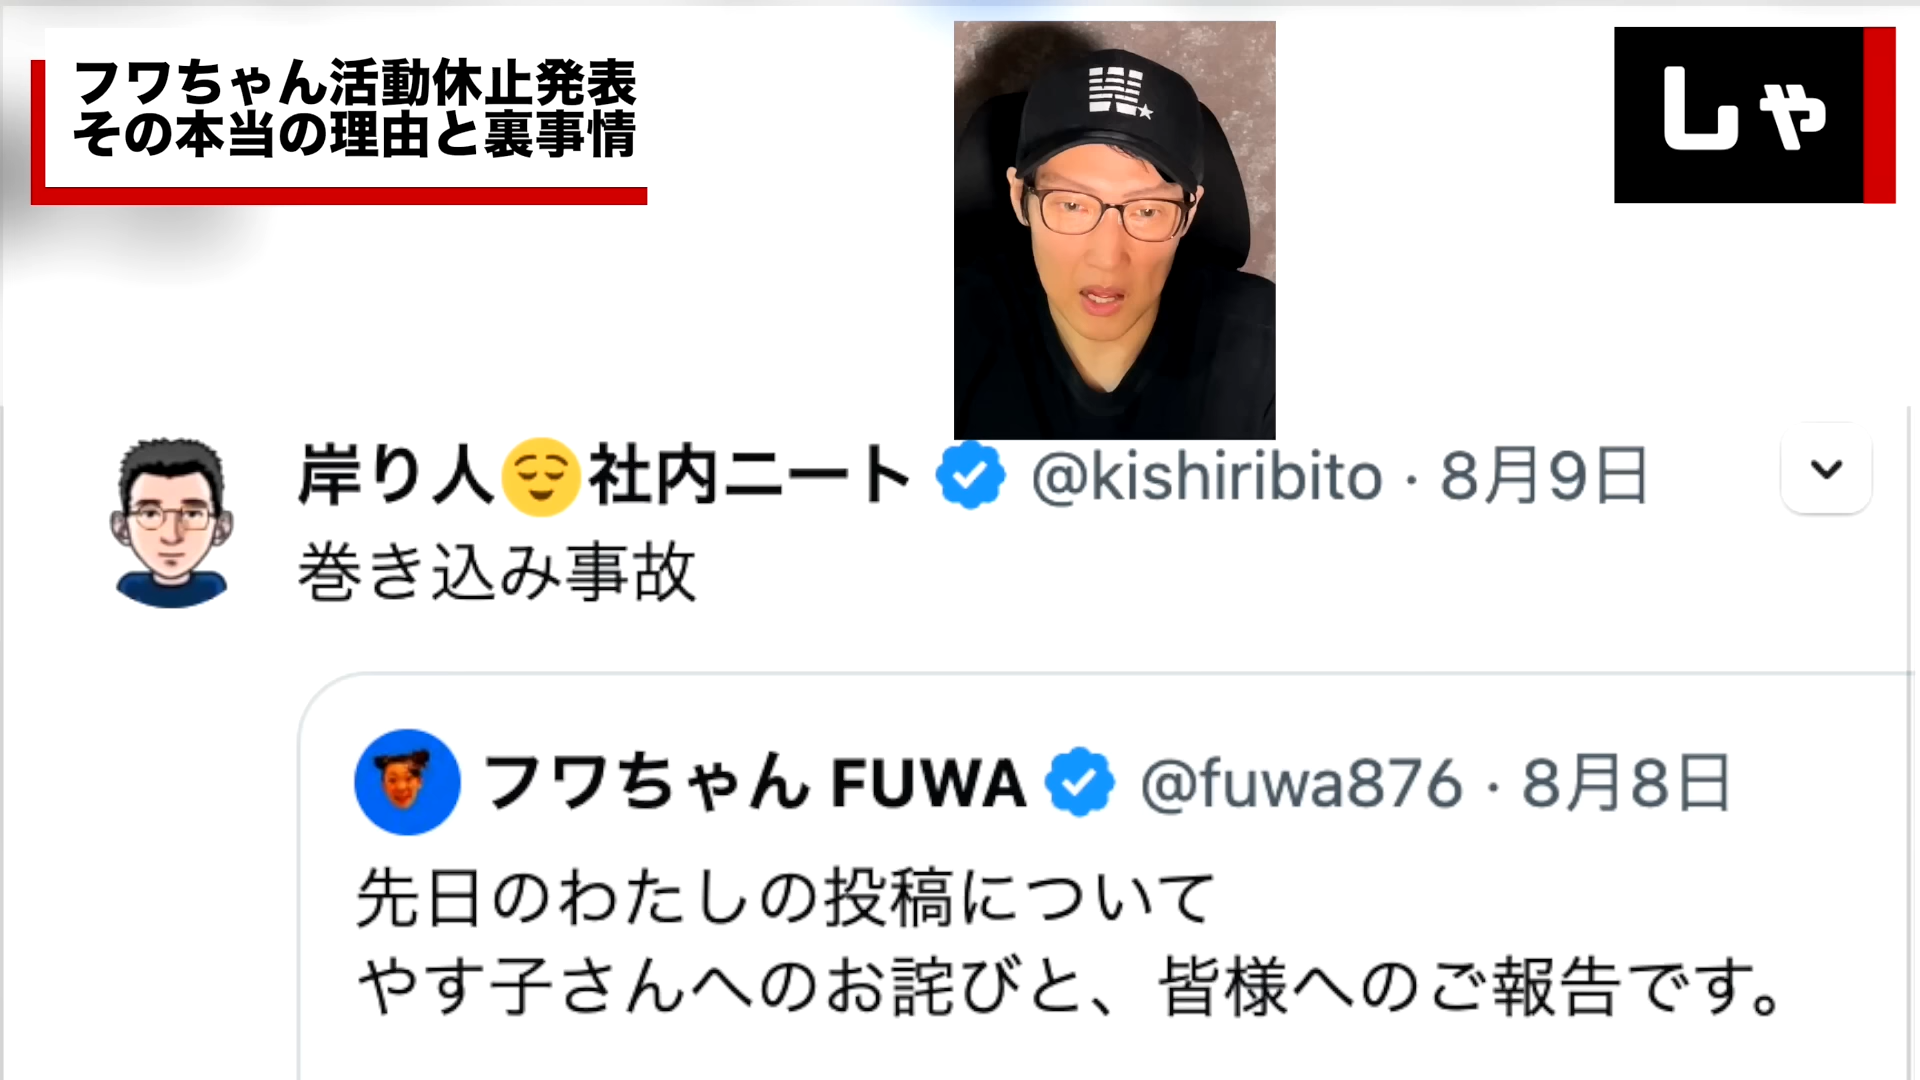 フワちゃん活動休止発表
その本当の理由と裏事情
W
しゃ
岸り人😌社内ニート @kishiribito · 8月9日
巻き込み事故
フワちゃん FUWA @fuwa876 · 8月8日
先日のわたしの投稿について
やす子さんへのお詫びと、皆様へのご報告です。